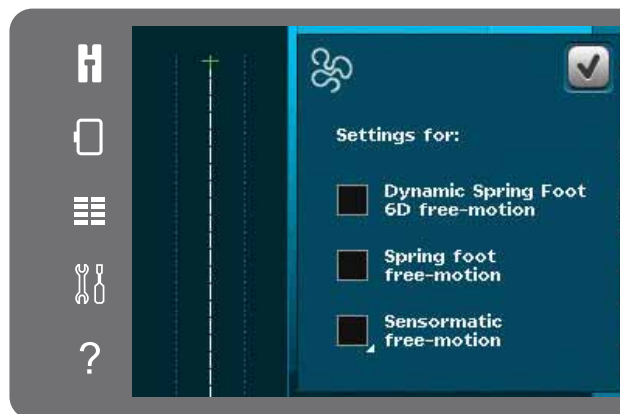 Settings for:
Dynamic Spring Foot
6D free-motion
Spring foot
free-motion
Sensormatic
free-motion
?